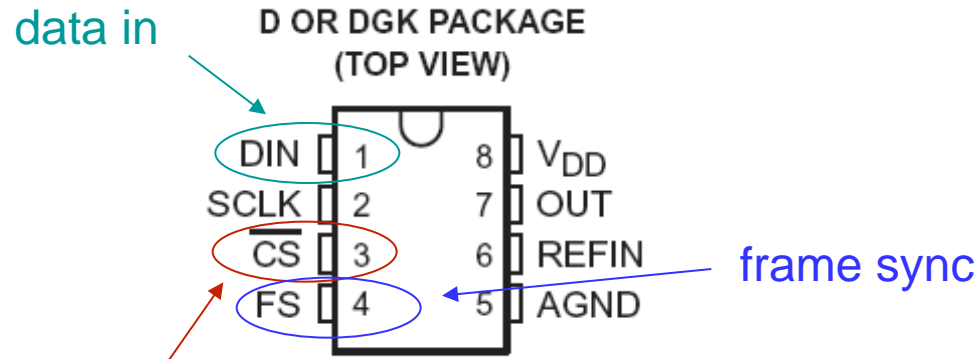 data in
D OR DGK PACKAGE
(TOP VIEW)
DIN 1 8 VDD
SCLK 2 7 OUT
CS 3 6 REFIN
FS 4 5 AGND
frame sync